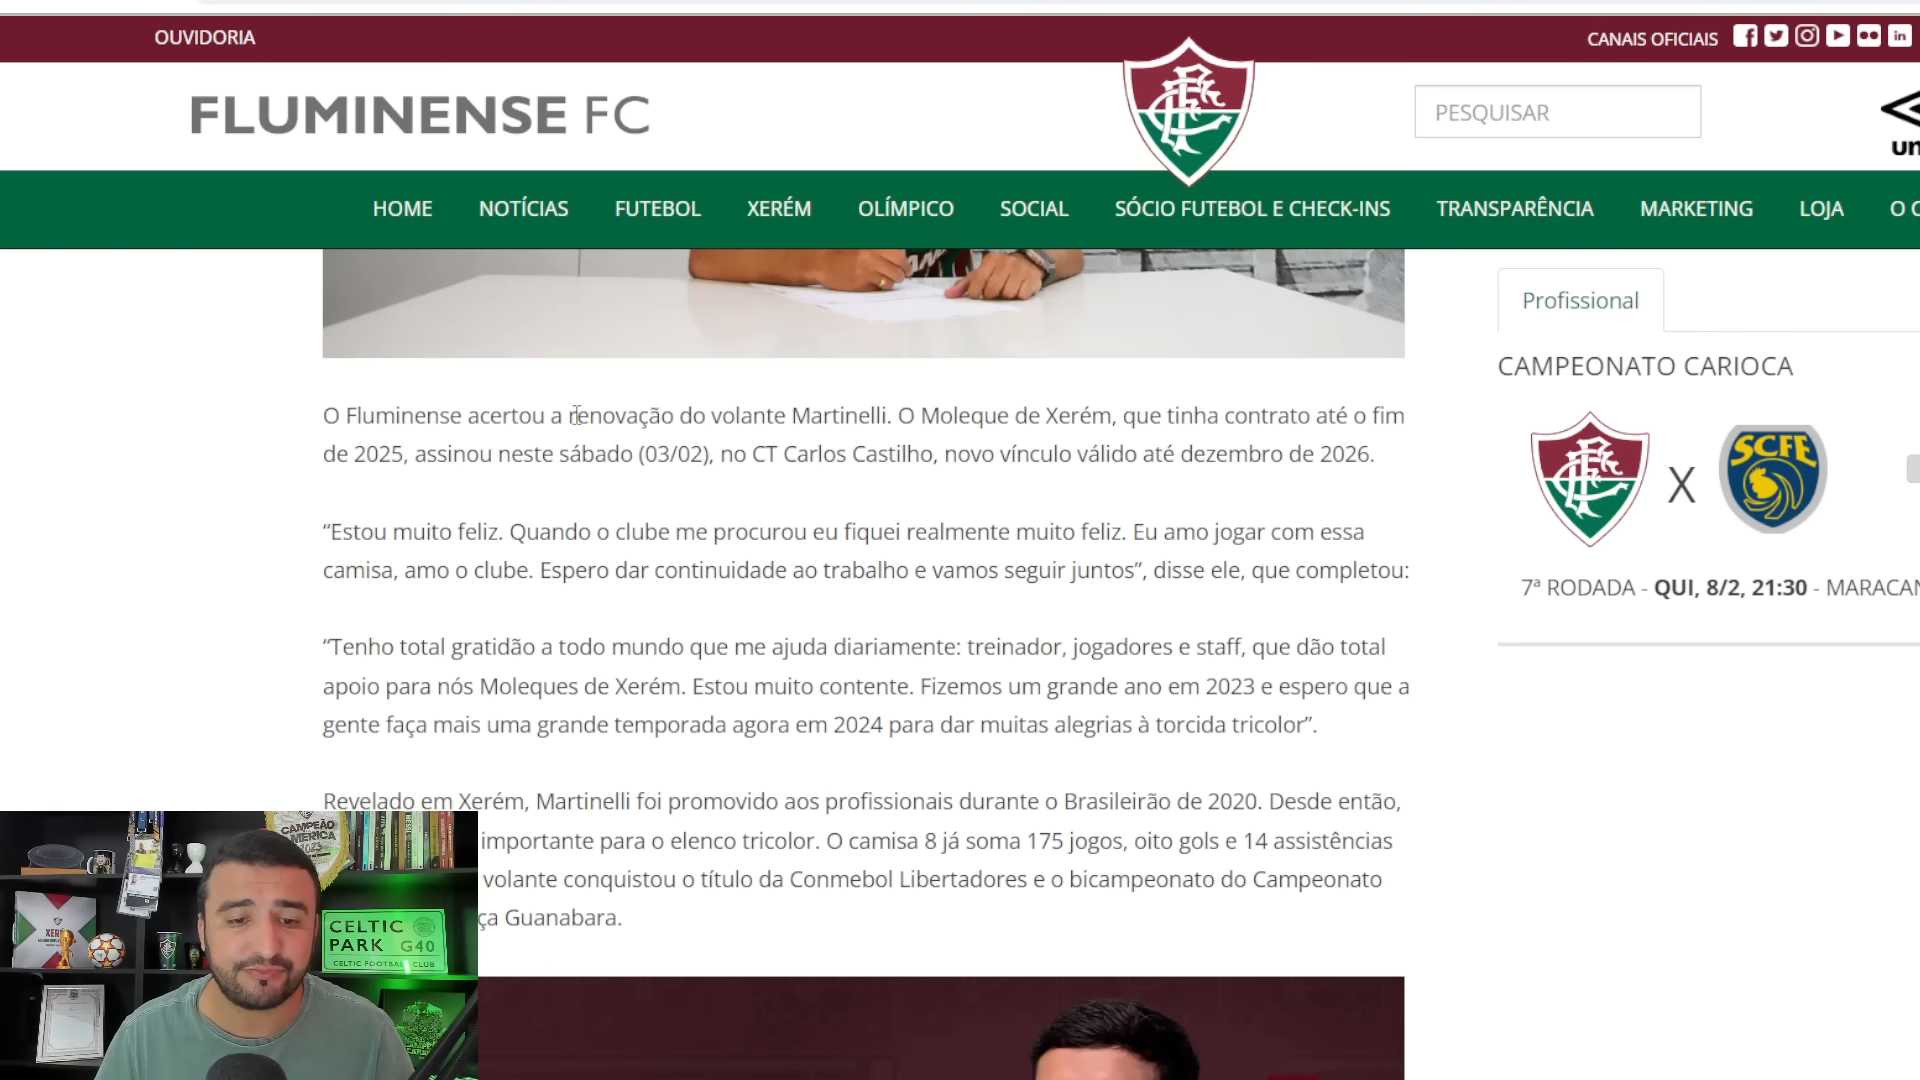 OUVIDORIA
CANAIS OFICIAIS
FLUMINENSE FC
PESQUISAR
HOME NOTÍCIAS FUTEBOL XERÉM OLÍMPICO SOCIAL SÓCIO FUTEBOL E CHECK-INS TRANSPARÊNCIA MARKETING LOJA
O Fluminense acertou a renovação do volante Martinelli. O Moleque de Xerém, que tinha contrato até o fim
de 2025, assinou neste sábado (03/02), no CT Carlos Castilho, novo vínculo válido até dezembro de 2026.
“Estou muito feliz. Quando o clube me procurou eu fiquei realmente muito feliz. Eu amo jogar com essa
camisa, amo o clube. Espero dar continuidade ao trabalho e vamos seguir juntos”, disse ele, que completou:
“Tenho total gratidão a todo mundo que me ajuda diariamente: treinador, jogadores e staff, que dão total
apoio para nós Moleques de Xerém. Estou muito contente. Fizemos um grande ano em 2023 e espero que a
gente faça mais uma grande temporada agora em 2024 para dar muitas alegrias à torcida tricolor”.
Revelado em Xerém, Martinelli foi promovido aos profissionais durante o Brasileirão de 2020. Desde então,
importante para o elenco tricolor. O camisa 8 já soma 175 jogos, oito gols e 14 assistências
volante conquistou o título da Conmebol Libertadores e o bicampeonato do Campeonato
ça Guanabara.
Profissional
CAMPEONATO CARIOCA
X
SCFE
7ª RODADA - QUI, 8/2, 21:30 - MARACAN
CAMPEÃO
AMÉRICA
2023
XERÉ
CELTIC
PARK G40
CELTIC FOOTBALL CLUB